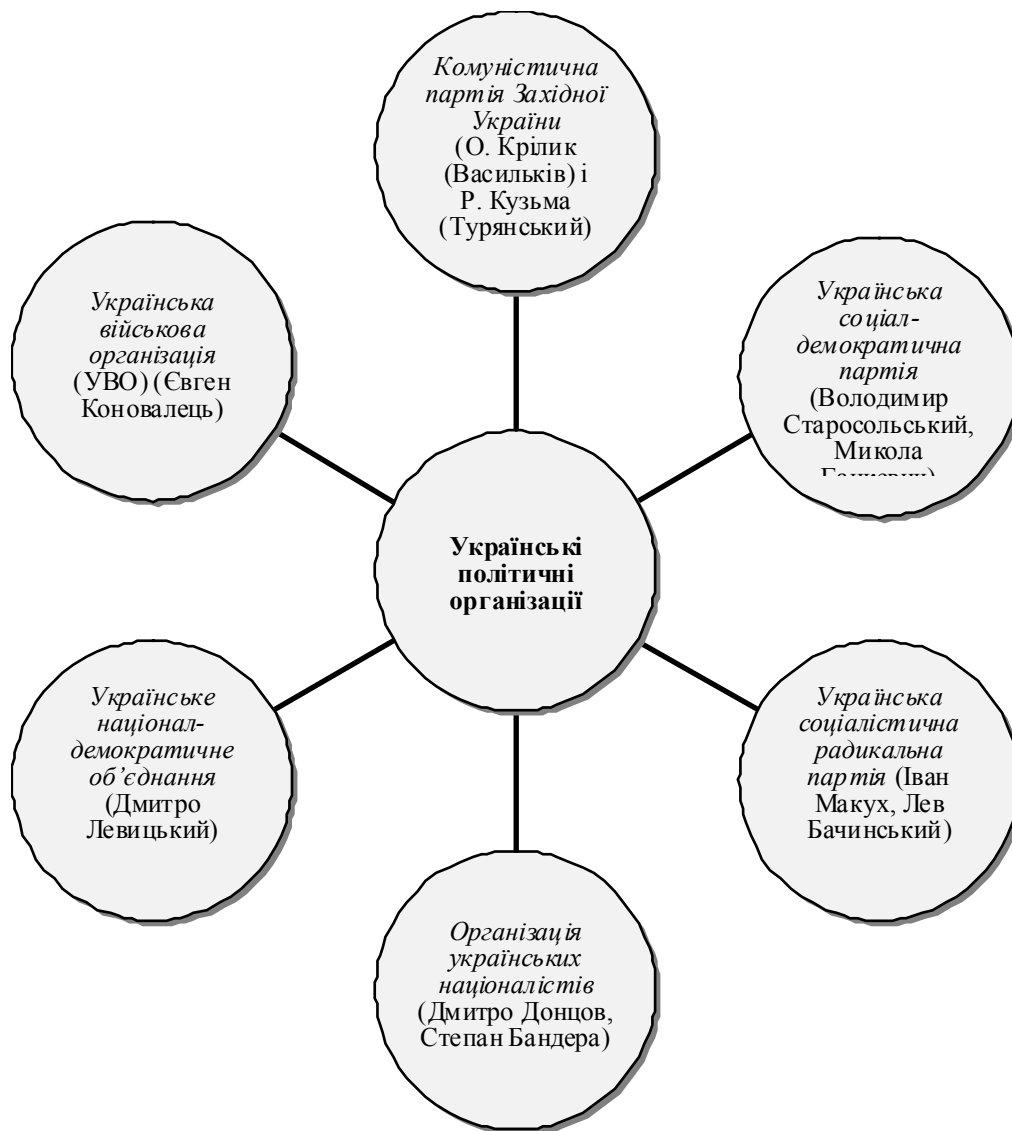 Комуністична
партія Західної
України
(О. Крілик
(Васильків) і
Р. Кузьма
(Турянський)
Українська
соціал-
демократична
партія
(Володимир
Старосольський,
Микола
Українська
соціалістична
радикальна
партія (Іван
Макух, Лев
Бачинський)
Організація
українських
націоналістів
(Дмитро Донцов,
Степан Бандера)
Українське
націонал-
демократичне
об’єднання
(Дмитро
Левицький)
Українська
військова
організація
(УВО) (Євген
Коновалець)
Українські
політичні
організації